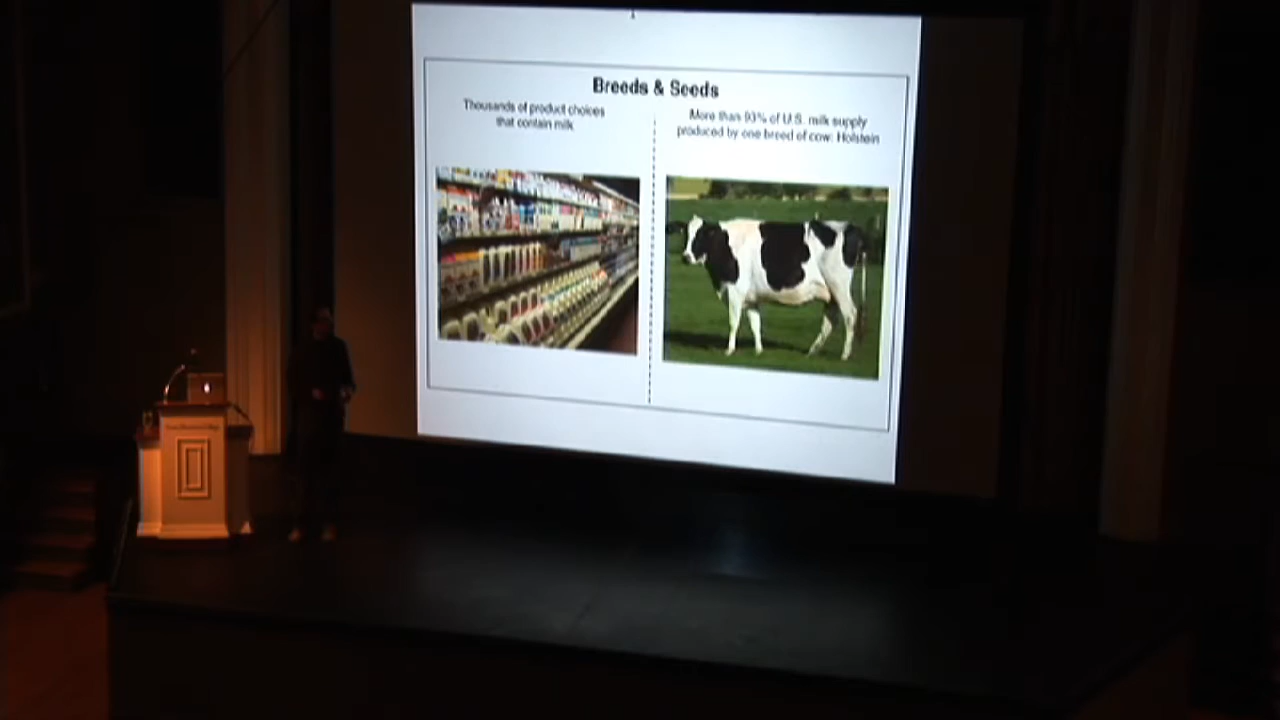 Breeds & Seeds
Thousands of product choices
that contain milk
More than 93% of U.S. milk supply
produced by one breed of cow: Holstein